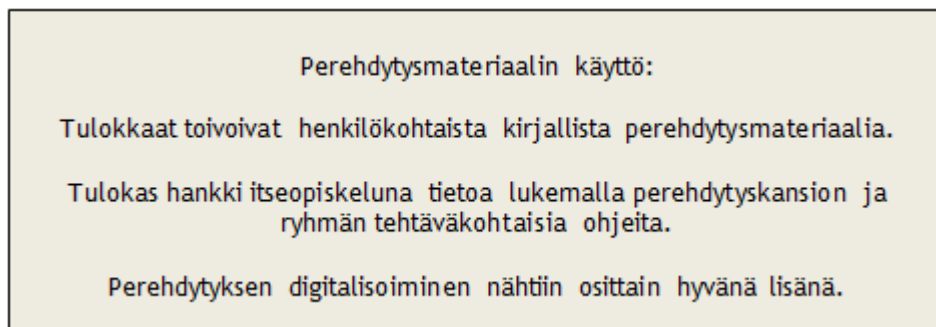 Perehdytysmateriaalin käyttö:
Tulokkaat toivoivat henkilökohtaista kirjallista perehdytysmateriaalia.
Tulokas hankki itseopiskeluna tietoa lukemalla perehdytyskansion ja
ryhmän tehtäväkohtaisia ohjeita.
Perehdytyksen digitalisoiminen nähtiin osittain hyvänä lisänä.